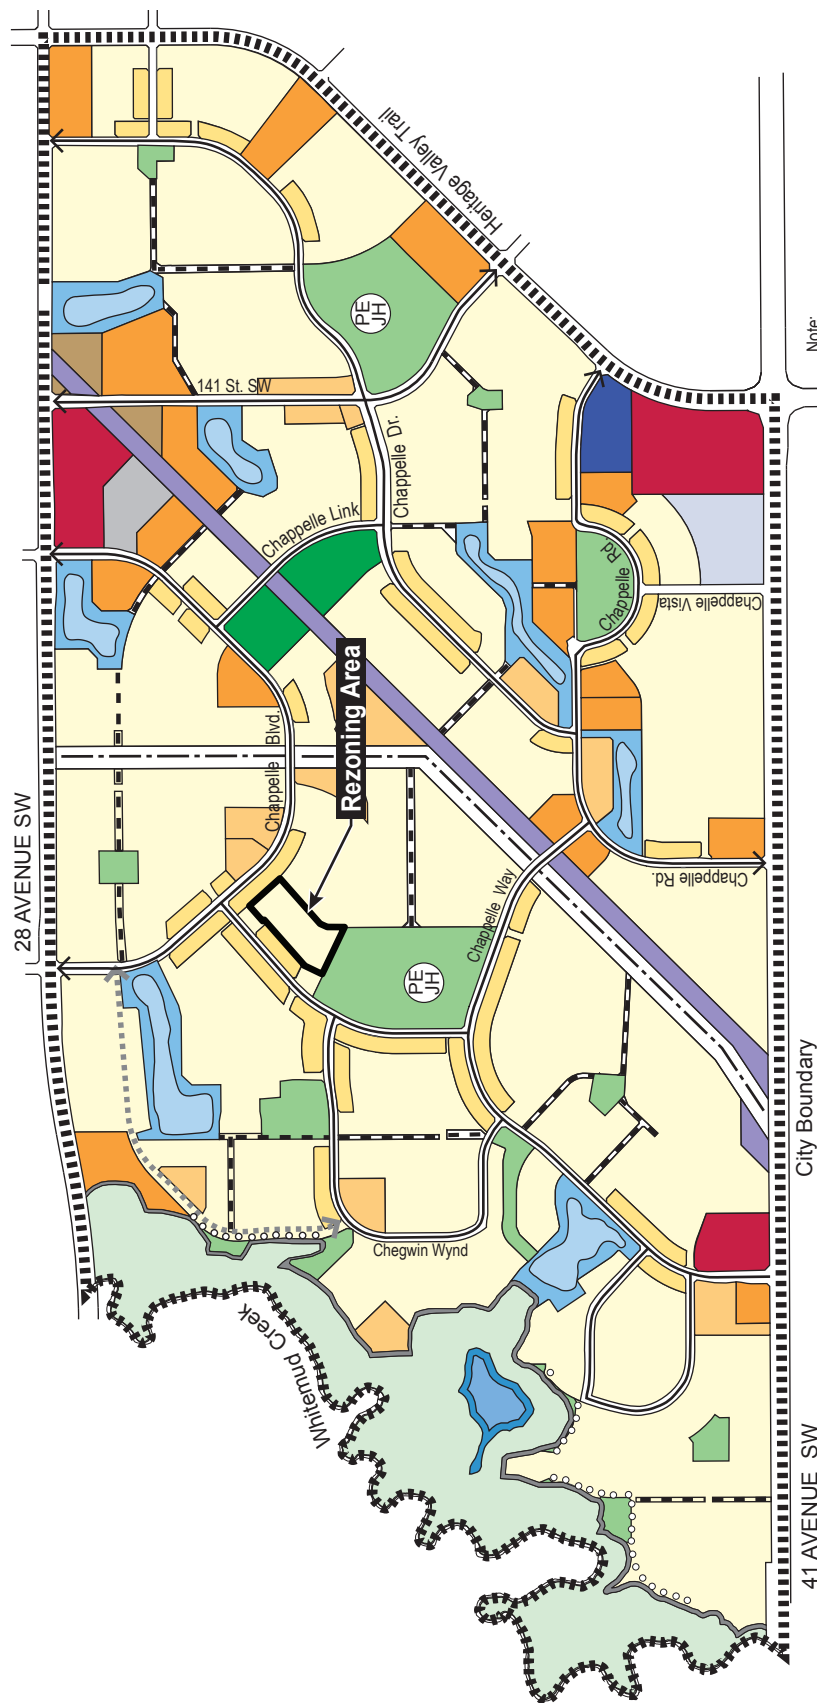 Heritage Valley Trail
PE
JH
141 St. SW
Note:
Chappelle Dr.
Chappelle Link
Chappelle Rd.
Chappelle Vista
Rezoning Area
Chappelle Blvd.
28 AVENUE SW
Chappelle Way
Chappelle Rd.
PE
JH
City Boundary
Chegwin Wynd
Whitemud Creek
41 AVENUE SW